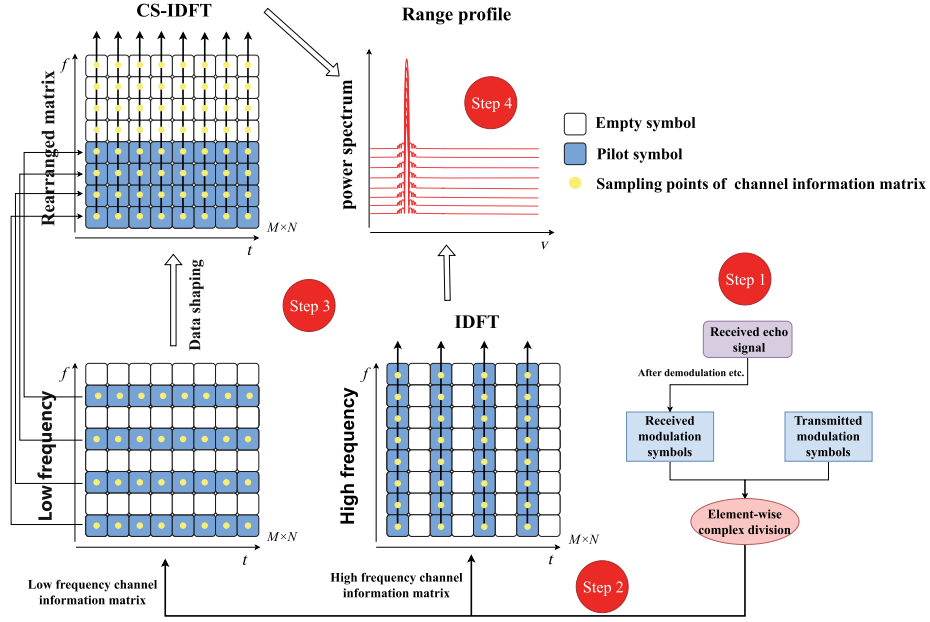 CS-IDFT
Range profile
f
Rearranged matrix
M×N
t
power spectrum
v
Step 4
Empty symbol
Pilot symbol
Sampling points of channel information matrix
Data shaping
Step 3
IDFT
Step 1
Received echo
signal
After demodulation etc.
Received
modulation
symbols
Transmitted
modulation
symbols
Element-wise
complex division
f
Low frequency
M×N
t
f
High frequency
M×N
t
Low frequency channel
information matrix
High frequency channel
information matrix
Step 2